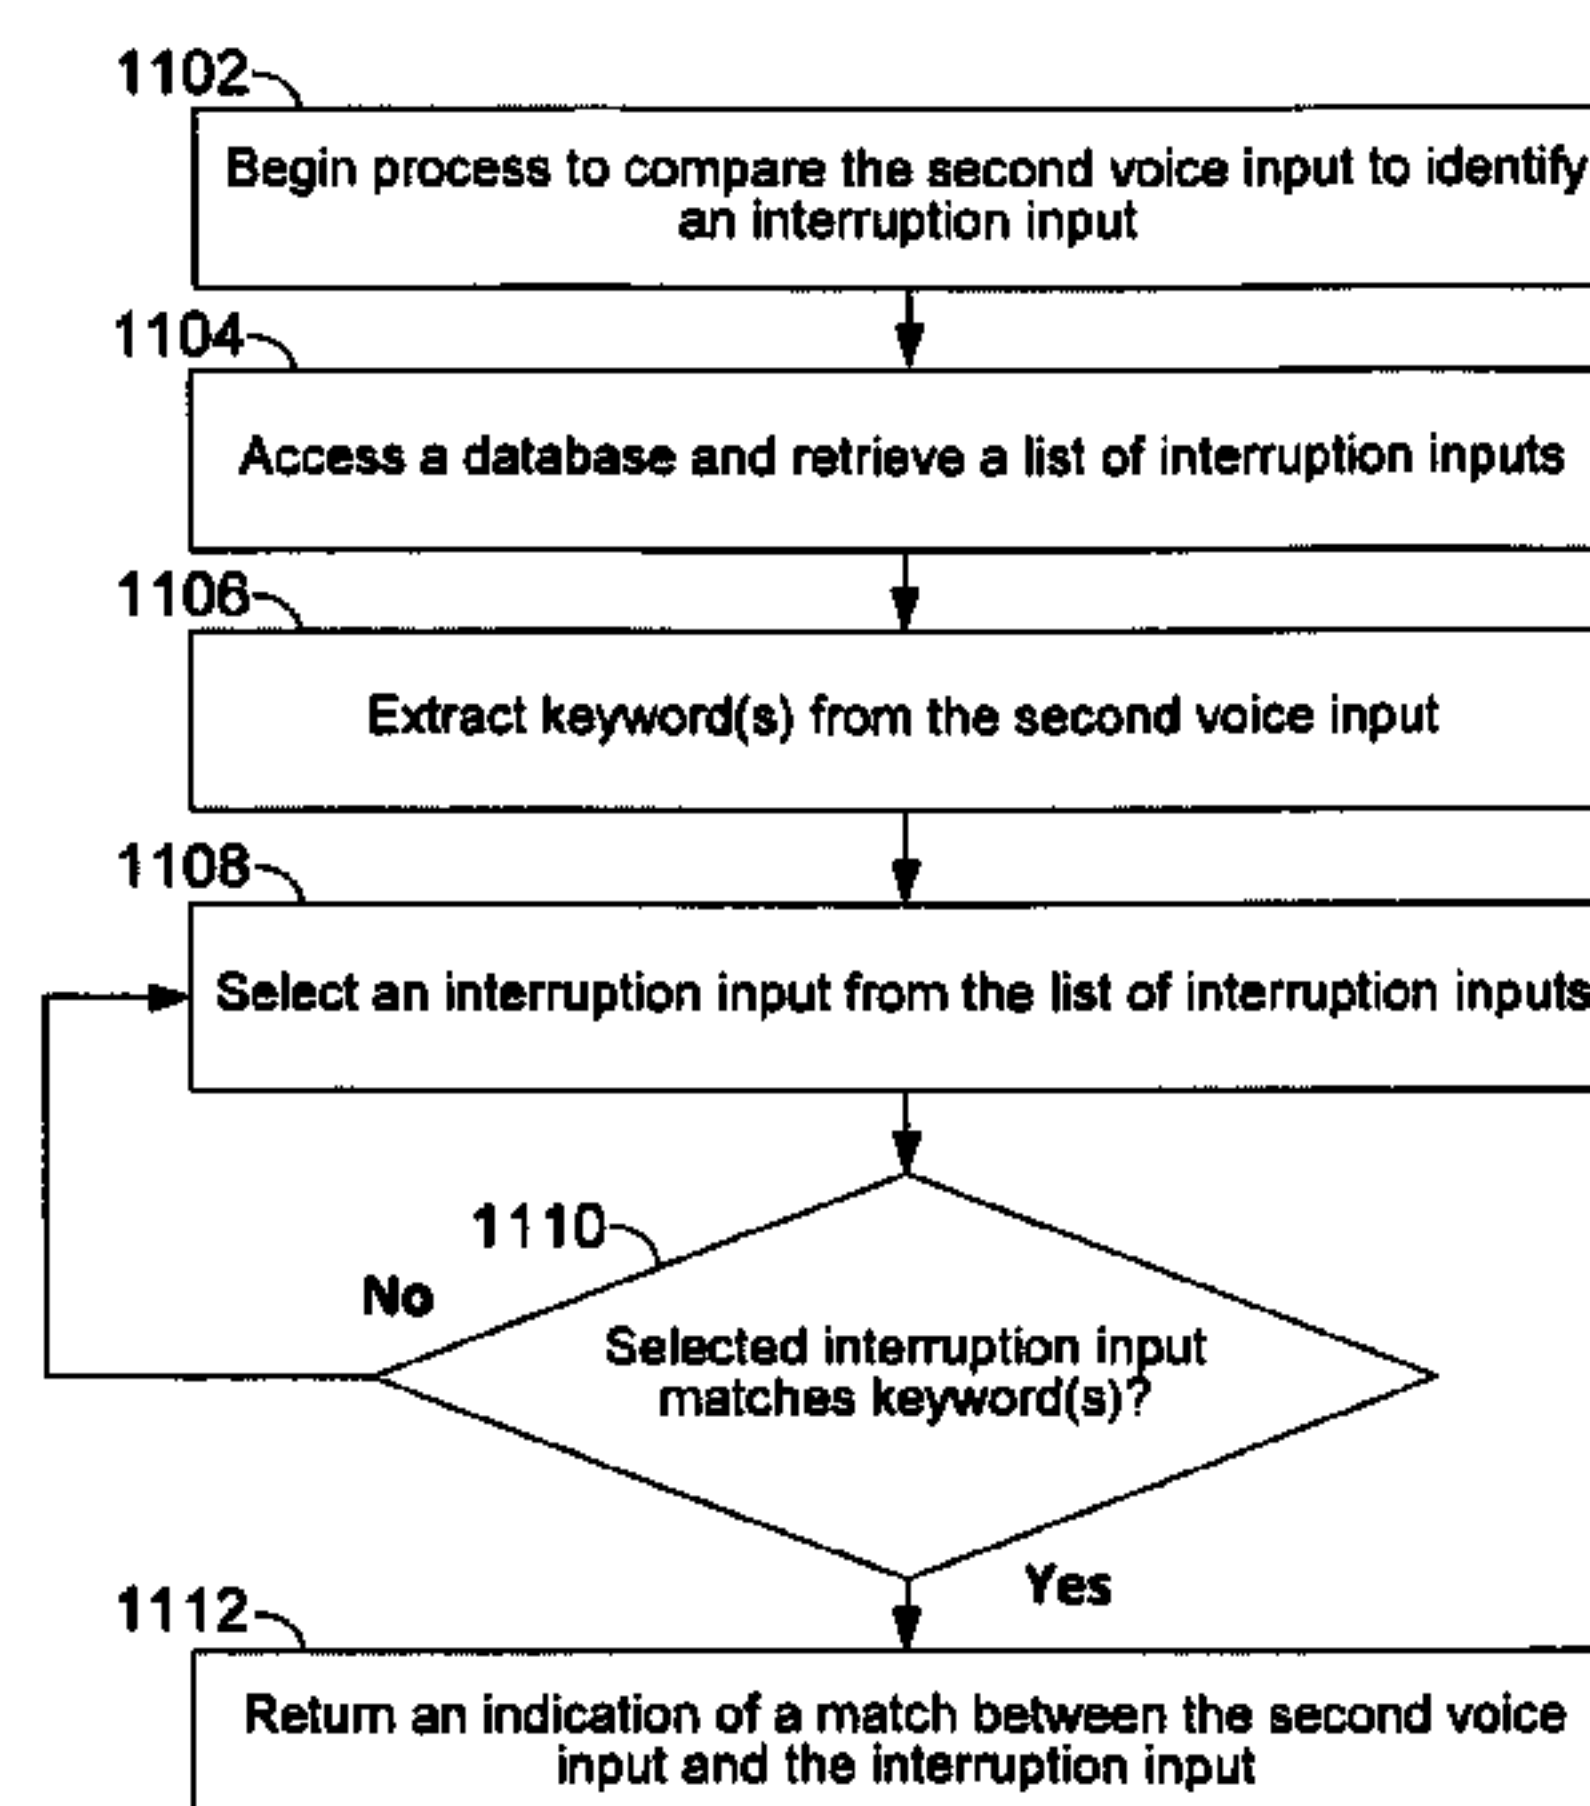 1102
Begin process to compare the second voice input to identify
an interruption input
1104
Access a database and retrieve a list of interruption inputs
1106
Extract keyword(s) from the second voice input
1108
Select an interruption input from the list of interruption inputs
1110
No
Selected interruption input
matches keyword(s)?
Yes
1112
Return an indication of a match between the second voice
input and the interruption input